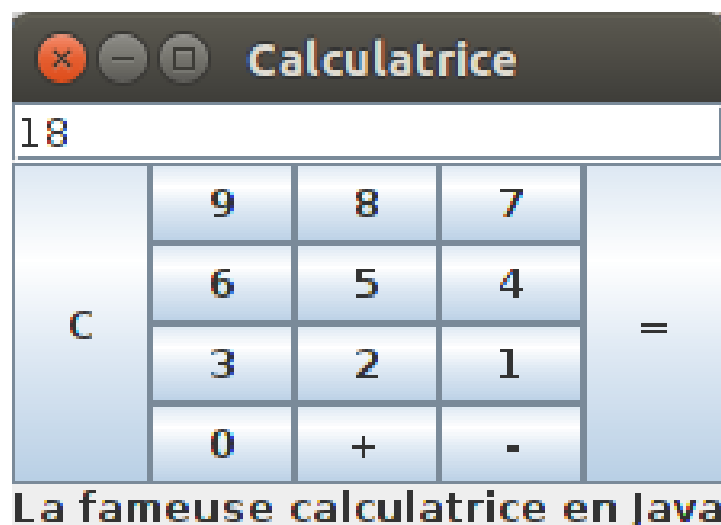 Calculatrice
18
9 8 7
6 5 4
C =
3 2 1
0 + -
La fameuse calculatrice en Java